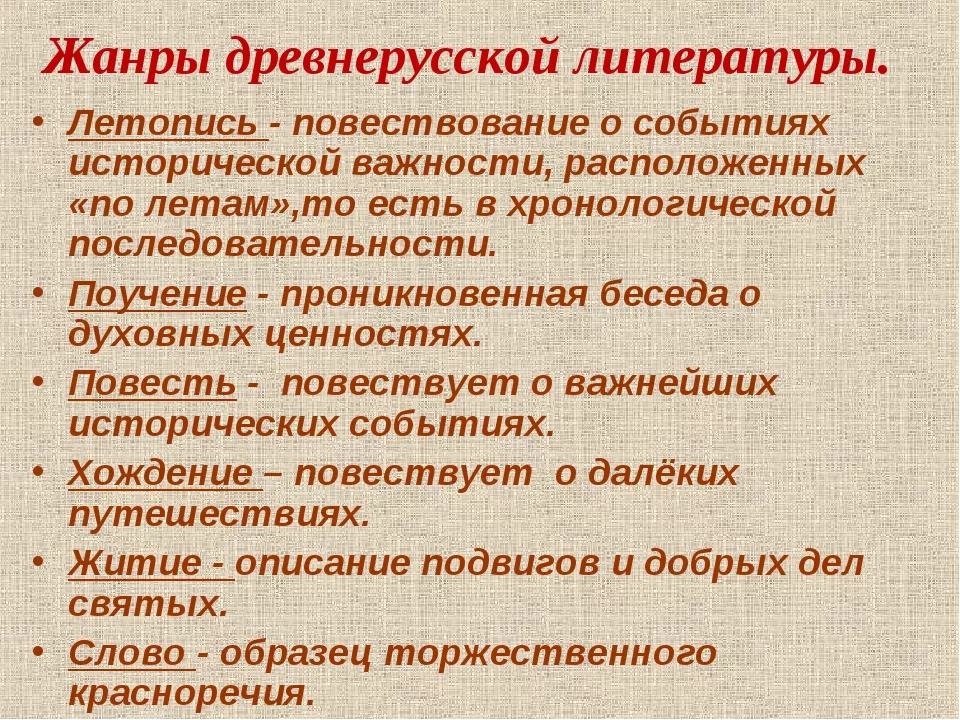 Жанры древнерусской литературы.
• Летопись - повествование о событиях
исторической важности, расположенных
«по летам»,то есть в хронологической
последовательности.
• Поучение - проникновенная беседа о
духовных ценностях.
• Повесть - повествует о важнейших
исторических событиях.
• Хождение – повествует о далёких
путешествиях.
• Житие - описание подвигов и добрых дел
святых.
• Слово - образец торжественного
красноречия.